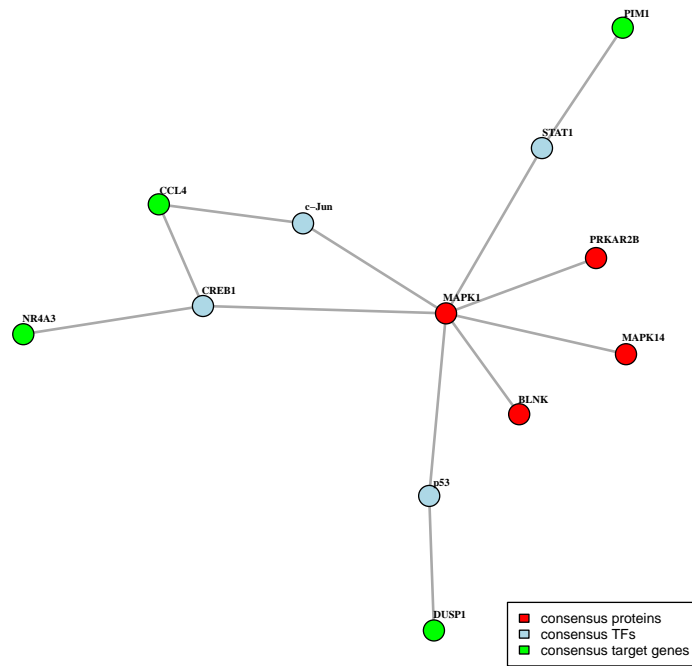 PIM1
STAT1
CCL4
c-Jun
PRKAR2B
CREB1
MAPK1
NR4A3
MAPK14
BLNK
p53
DUSP1
consensus proteins
consensus TFs
consensus target genes